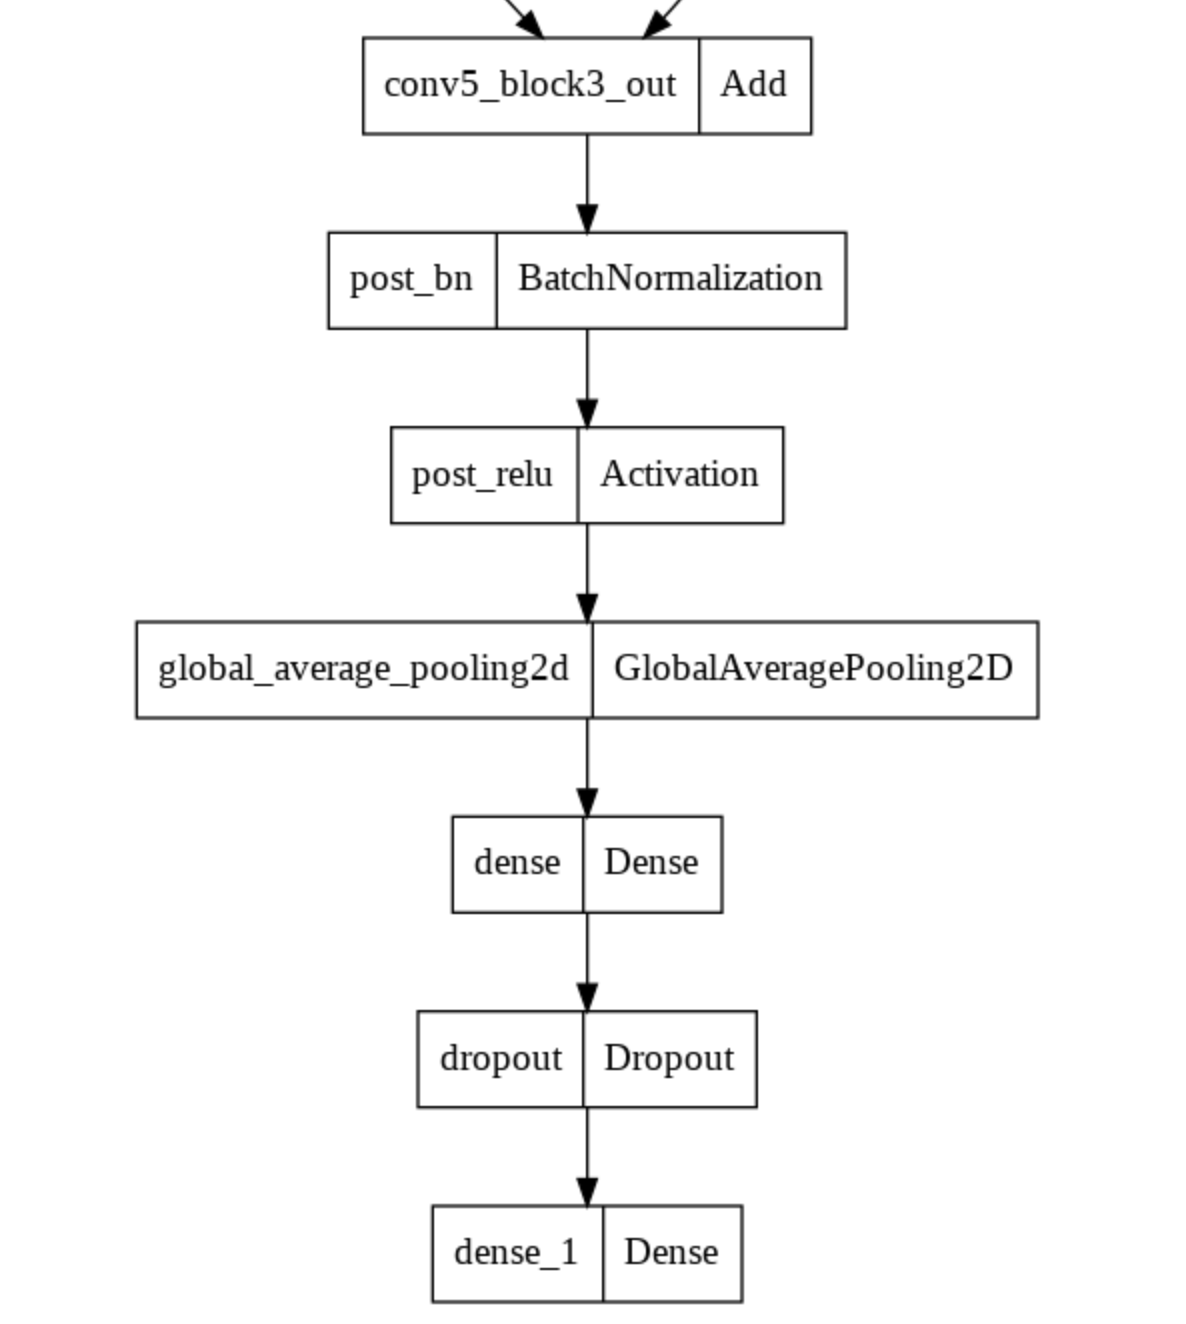 conv5_block3_out Add
post_bn BatchNormalization
post_relu Activation
global_average_pooling2d GlobalAveragePooling2D
dense Dense
dropout Dropout
dense_1 Dense